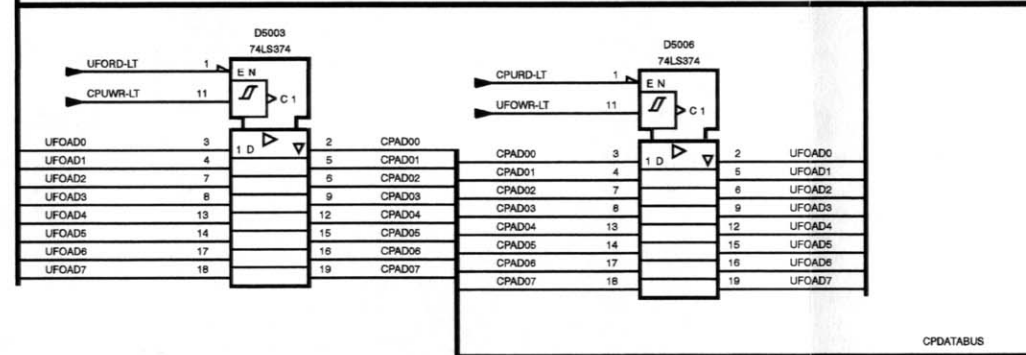 D5003
74LS374
UFORD-LT 1 EN
CPUWR-LT 11 C1
UFOAD0 3 1D 2 CPAD00
UFOAD1 4 5 CPAD01
UFOAD2 7 6 CPAD02
UFOAD3 8 9 CPAD03
UFOAD4 13 12 CPAD04
UFOAD5 14 15 CPAD05
UFOAD6 17 16 CPAD06
UFOAD7 18 19 CPAD07
D5006
74LS374
CPURD-LT 1 EN
UFOWR-LT 11 C1
CPAD00 3 1D 2 UFOAD0
CPAD01 4 5 UFOAD1
CPAD02 7 6 UFOAD2
CPAD03 8 9 UFOAD3
CPAD04 13 12 UFOAD4
CPAD05 14 15 UFOAD5
CPAD06 17 16 UFOAD6
CPAD07 18 19 UFOAD7
CPDATABUS